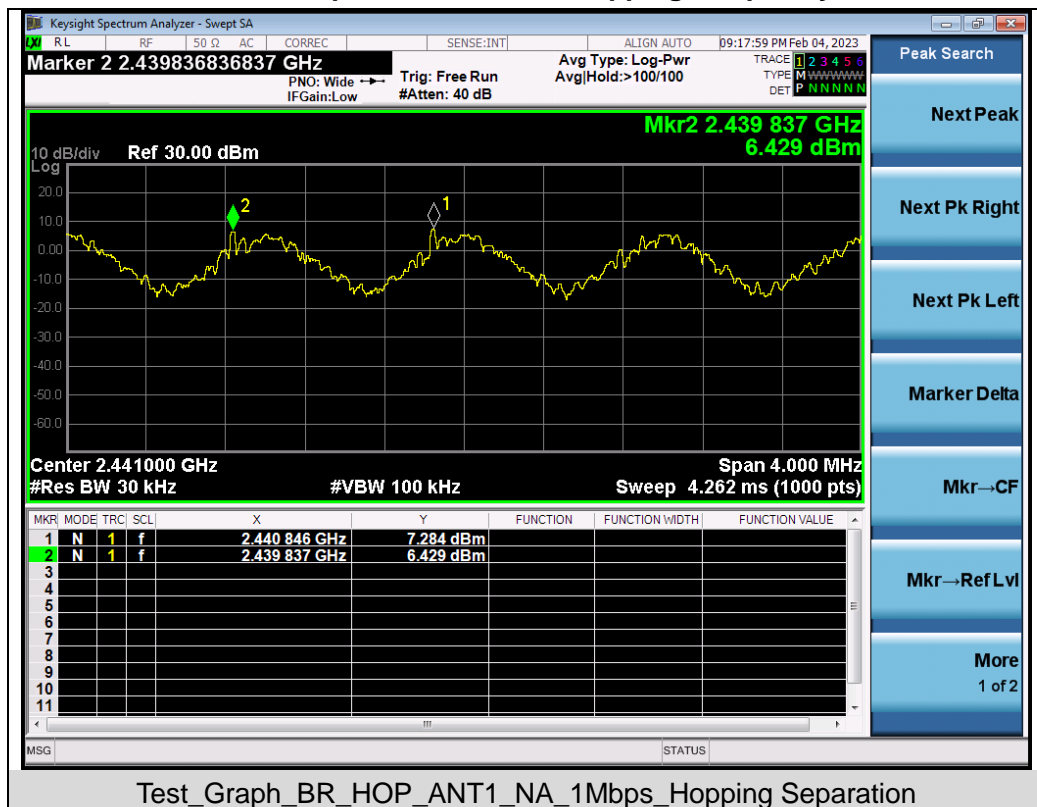 Keysight Spectrum Analyzer - Swept SA
LXI RL RF 50 Ω AC CORREC SENSE:INT ALIGN AUTO 09:17:59 PM Feb 04, 2023
Marker 2 2.439836836837 GHz
PNO: Wide
IFGain:Low
Trig: Free Run
#Atten: 40 dB
Avg Type: Log-Pwr
Avg|Hold:>100/100
TRACE 1 2 3 4 5 6
TYPE M WWWWW
DET P N N N N N
Peak Search
Next Peak
Next Pk Right
Next Pk Left
Marker Delta
Mkr→CF
Mkr→Ref Lvl
More
1 of 2
Mkr2 2.439 837 GHz
6.429 dBm
10 dB/div Ref 30.00 dBm
Log
20.0
10.0
0.00
-10.0
-20.0
-30.0
-40.0
-50.0
-60.0
2
1
Center 2.441000 GHz Span 4.000 MHz
#Res BW 30 kHz #VBW 100 kHz Sweep 4.262 ms (1000 pts)
MKR MODE TRC SCL X Y FUNCTION FUNCTION WIDTH FUNCTION VALUE
1 N 1 f 2.440 846 GHz 7.284 dBm
2 N 1 f 2.439 837 GHz 6.429 dBm
3
4
5
6
7
8
9
10
11
MSG STATUS
Test_Graph_BR_HOP_ANT1_NA_1Mbps_Hopping Separation